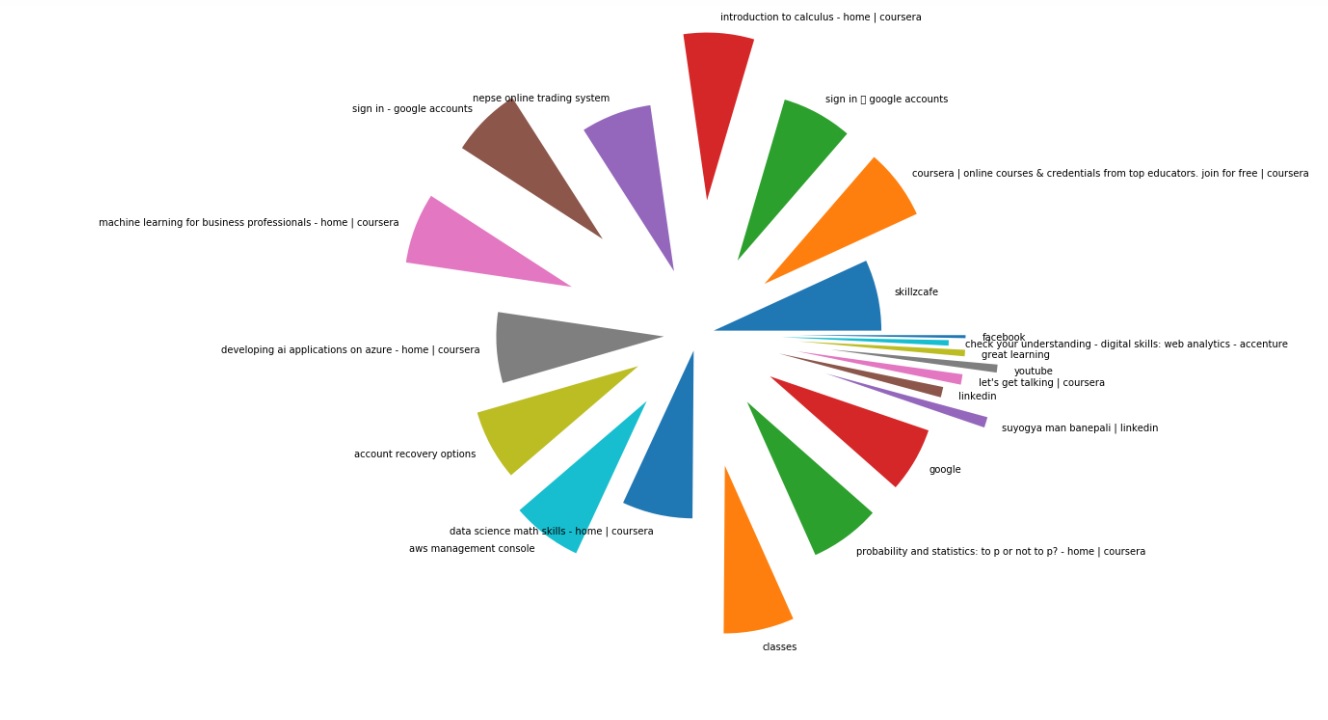 introduction to calculus - home | coursera
nepse online trading system
sign in - google accounts
sign in ▯ google accounts
coursera | online courses & credentials from top educators. join for free | coursera
machine learning for business professionals - home | coursera
skillzcafe
facebook
check your understanding - digital skills: web analytics - accenture
developing ai applications on azure - home | coursera
great learning
youtube
let's get talking | coursera
linkedin
suyogya man banepali | linkedin
account recovery options
google
data science math skills - home | coursera
aws management console
probability and statistics: to p or not to p? - home | coursera
classes